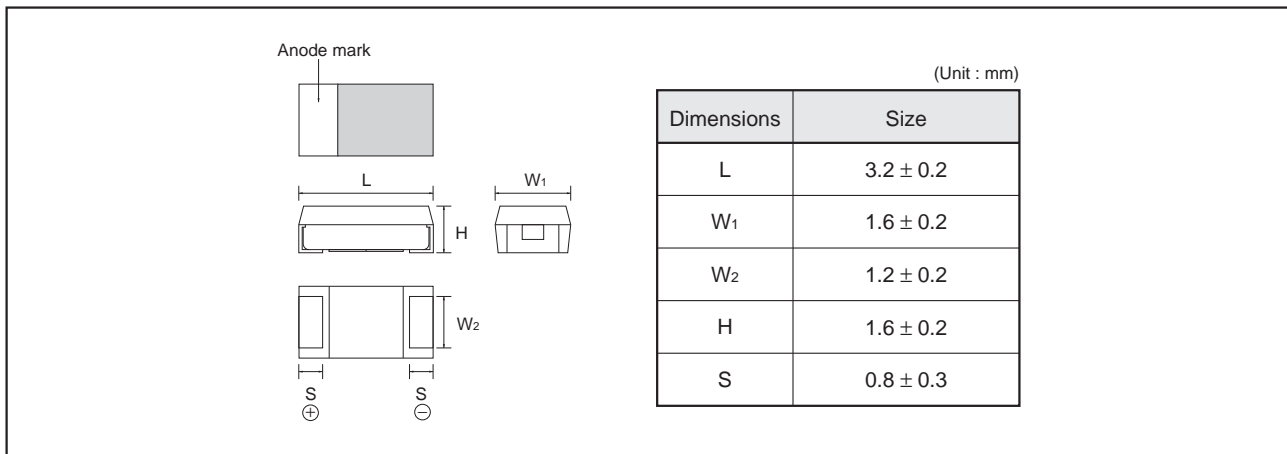 Anode mark
L
W1
H
W2
S
S
⊕
⊖
(Unit : mm)
Dimensions Size
L 3.2 ± 0.2
W1 1.6 ± 0.2
W2 1.2 ± 0.2
H 1.6 ± 0.2
S 0.8 ± 0.3